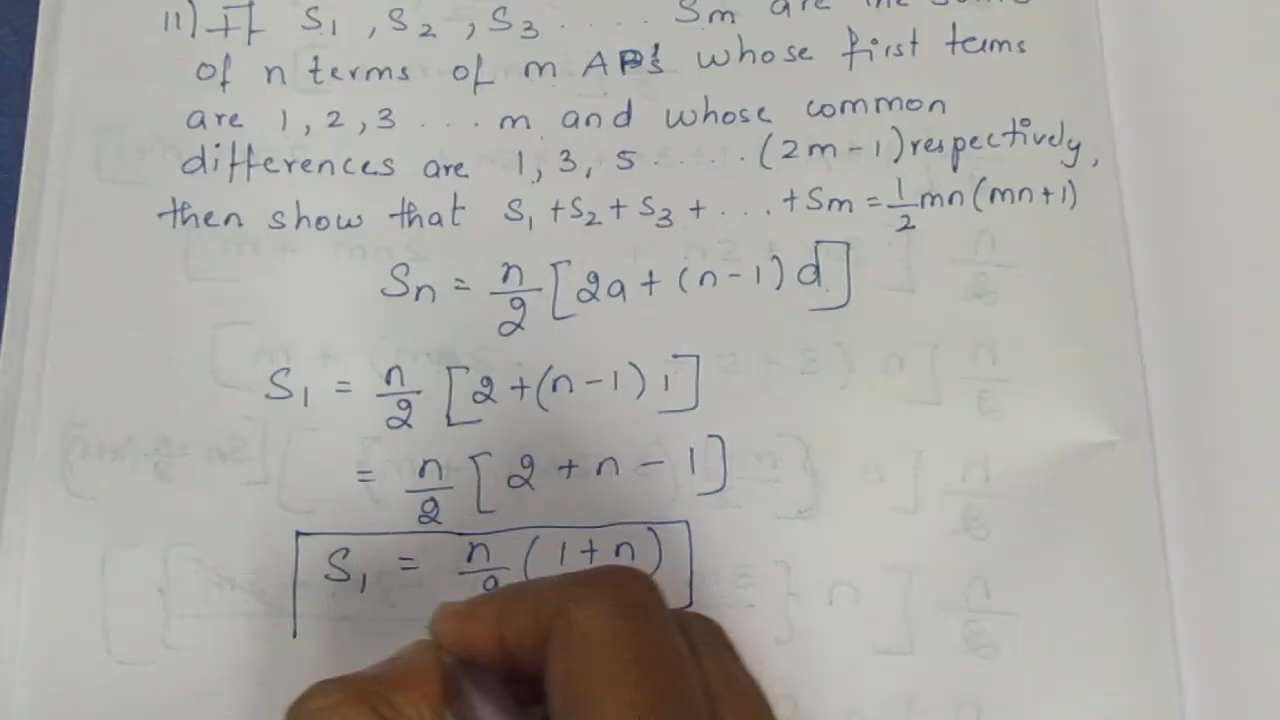 11) If S1, S2, S3 ..... Sm are the sums
of n terms of m AP's whose first terms
are 1, 2, 3 ... m and whose common
differences are 1, 3, 5 ..... (2m-1) respectively,
then show that S1 + S2 + S3 + ... + Sm = 1/2 mn(mn+1)
Sn = n/2 [2a + (n-1) d]
S1 = n/2 [2 + (n-1) 1]
= n/2 [2 + n - 1]
S1 = n/2 (1 + n)